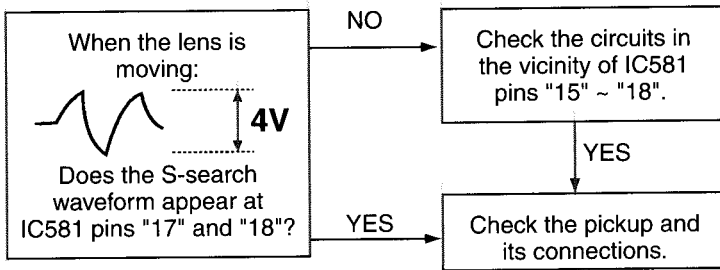 When the lens is
moving:
4V
Does the S-search
waveform appear at
IC581 pins "17" and "18"?
NO
Check the circuits in
the vicinity of IC581
pins "15" ~ "18".
YES
YES
Check the pickup and
its connections.